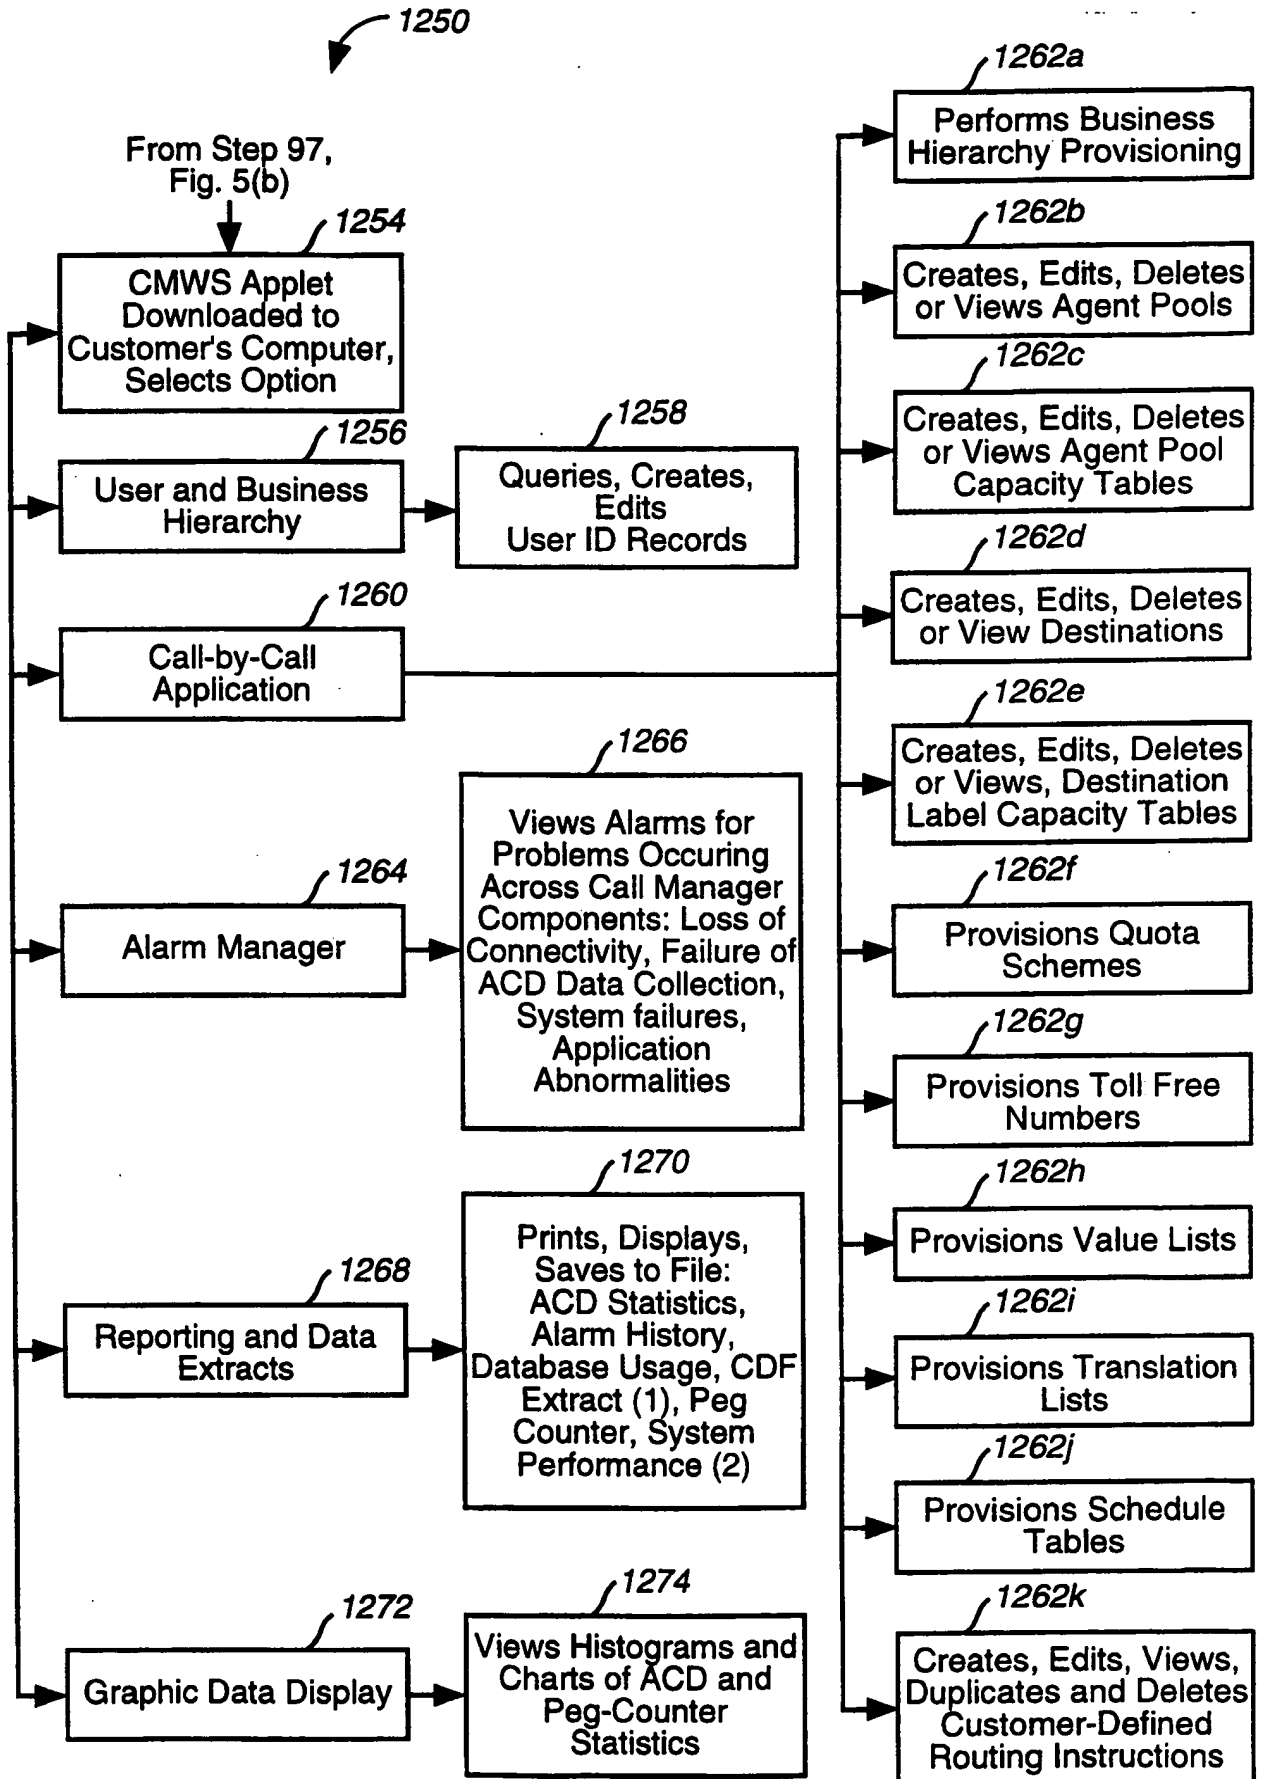 1250
From Step 97,
Fig. 5(b)
1254
CMWS Applet
Downloaded to
Customer's Computer,
Selects Option
1256
User and Business
Hierarchy
1258
Queries, Creates,
Edits
User ID Records
1260
Call-by-Call
Application
1264
Alarm Manager
1266
Views Alarms for
Problems Occuring
Across Call Manager
Components: Loss of
Connectivity, Failure of
ACD Data Collection,
System failures,
Application
Abnormalities
1268
Reporting and Data
Extracts
1270
Prints, Displays,
Saves to File:
ACD Statistics,
Alarm History,
Database Usage, CDF
Extract (1), Peg
Counter, System
Performance (2)
1272
Graphic Data Display
1274
Views Histograms and
Charts of ACD and
Peg-Counter
Statistics
1262a
Performs Business
Hierarchy Provisioning
1262b
Creates, Edits, Deletes
or Views Agent Pools
1262c
Creates, Edits, Deletes
or Views Agent Pool
Capacity Tables
1262d
Creates, Edits, Deletes
or View Destinations
1262e
Creates, Edits, Deletes
or Views, Destination
Label Capacity Tables
1262f
Provisions Quota
Schemes
1262g
Provisions Toll Free
Numbers
1262h
Provisions Value Lists
1262i
Provisions Translation
Lists
1262j
Provisions Schedule
Tables
1262k
Creates, Edits, Views,
Duplicates and Deletes
Customer-Defined
Routing Instructions